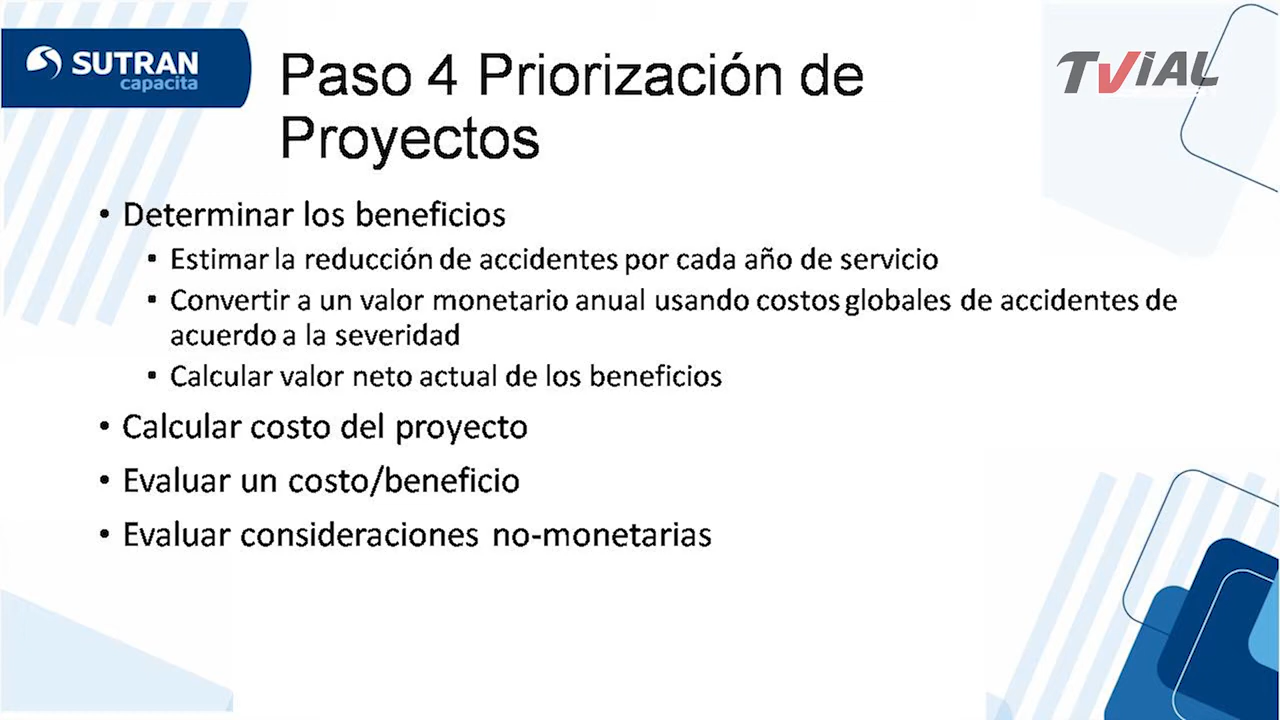 SUTRAN
capacita
TViAL
Paso 4 Priorización de
Proyectos
• Determinar los beneficios
▪ Estimar la reducción de accidentes por cada año de servicio
▪ Convertir a un valor monetario anual usando costos globales de accidentes de
acuerdo a la severidad
▪ Calcular valor neto actual de los beneficios
• Calcular costo del proyecto
• Evaluar un costo/beneficio
• Evaluar consideraciones no-monetarias